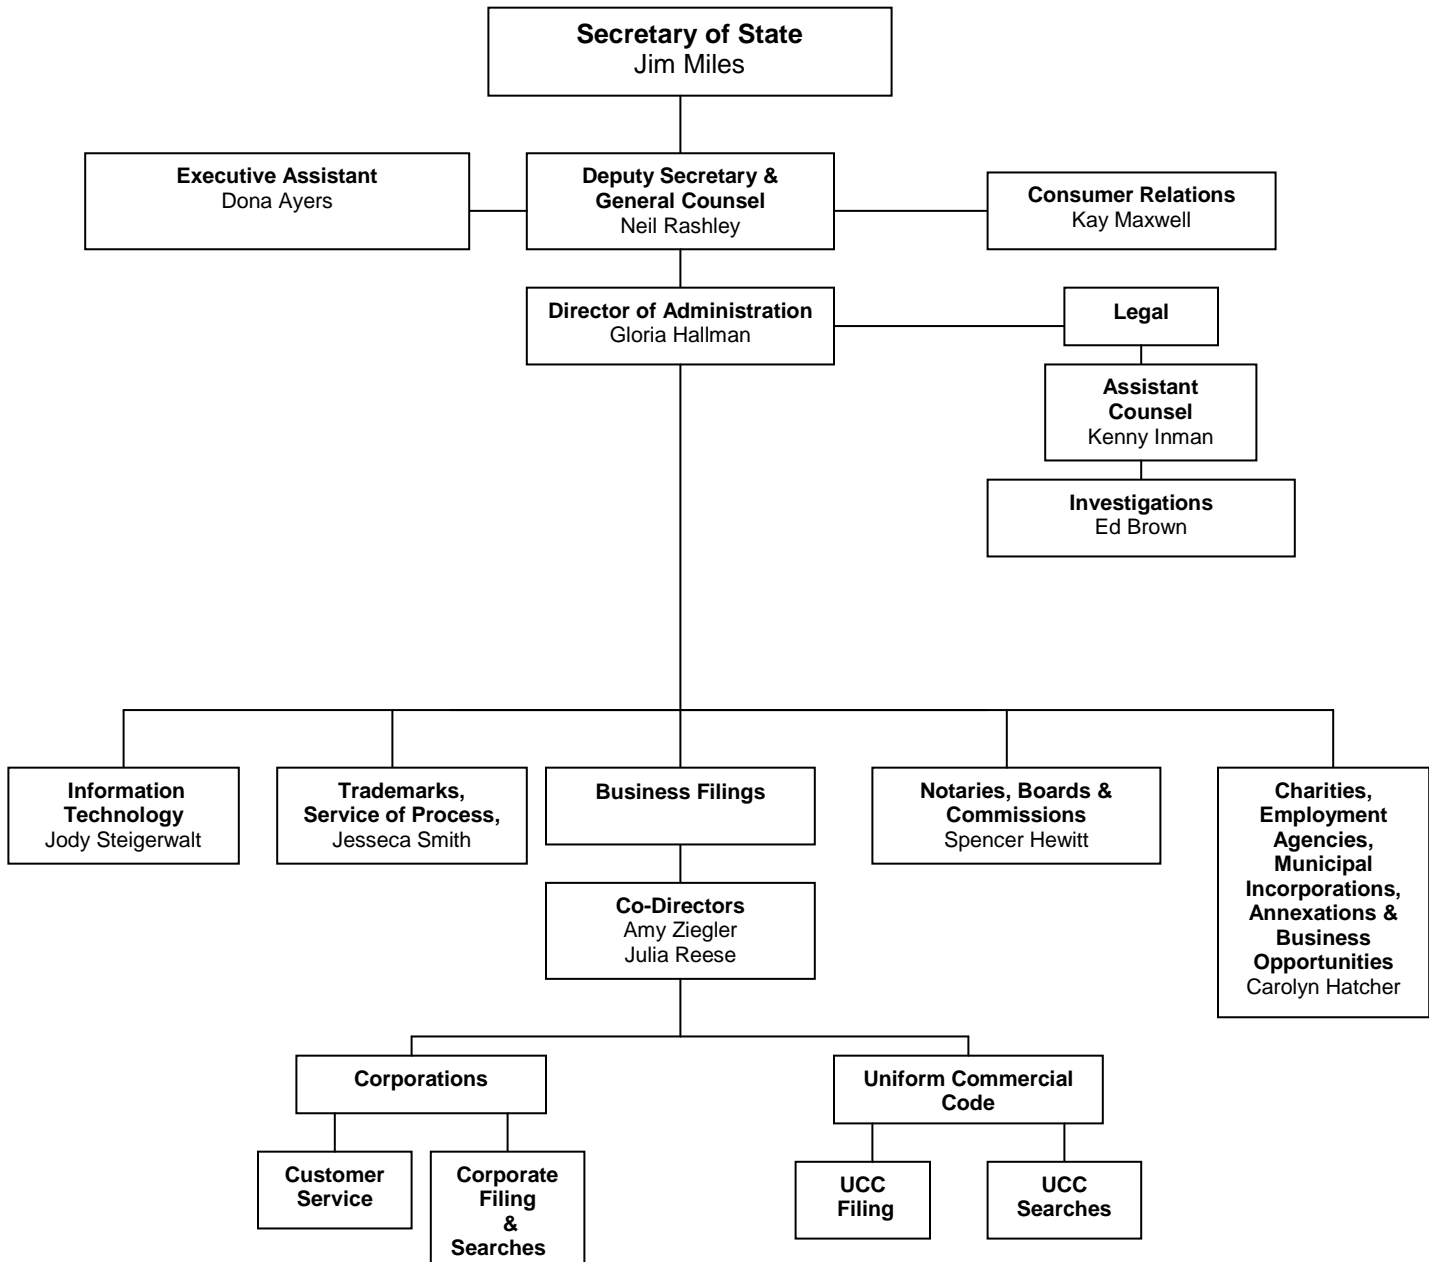 Secretary of State
Jim Miles
Executive Assistant
Dona Ayers
Deputy Secretary &
General Counsel
Neil Rashley
Consumer Relations
Kay Maxwell
Director of Administration
Gloria Hallman
Legal
Assistant
Counsel
Kenny Inman
Investigations
Ed Brown
Information
Technology
Jody Steigerwalt
Trademarks,
Service of Process,
Jesseca Smith
Business Filings
Notaries, Boards &
Commissions
Spencer Hewitt
Charities,
Employment
Agencies,
Municipal
Incorporations,
Annexations &
Business
Opportunities
Carolyn Hatcher
Co-Directors
Amy Ziegler
Julia Reese
Corporations
Uniform Commercial
Code
Customer
Service
Corporate
Filing
&
Searches
UCC
Filing
UCC
Searches